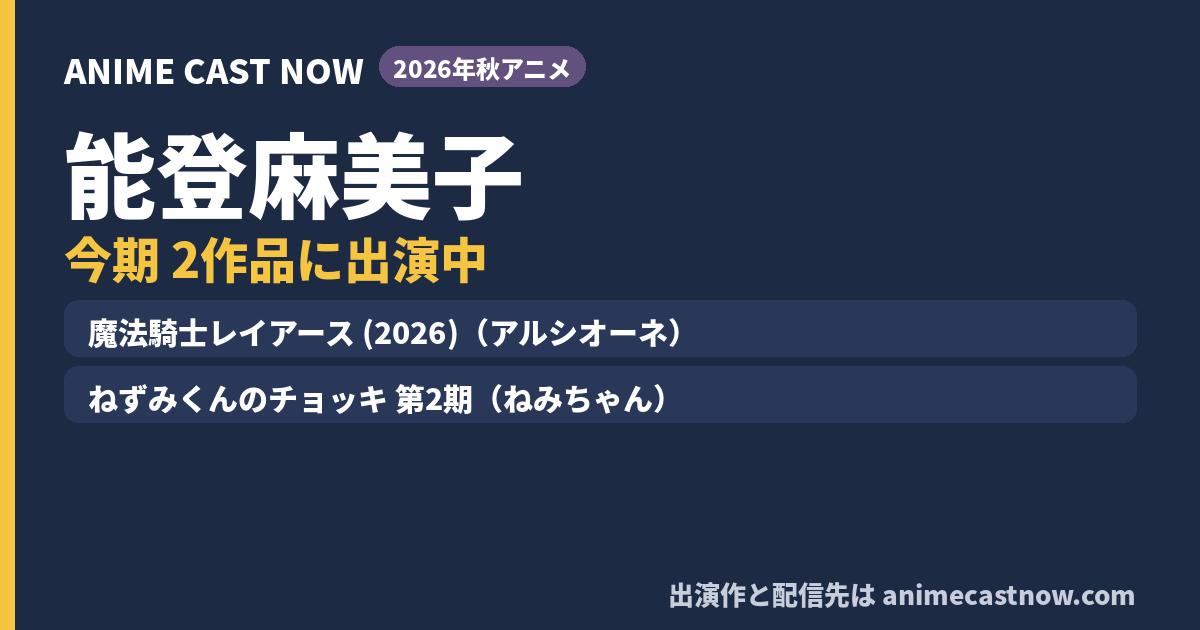 ANIME CAST NOW 2026年秋アニメ
能登麻美子
今期 2作品に出演中
魔法騎士レイアース (2026)（アルシオーネ）
ねずみくんのチョッキ 第2期（ねみちゃん）
出演作と配信先は animecastnow.com